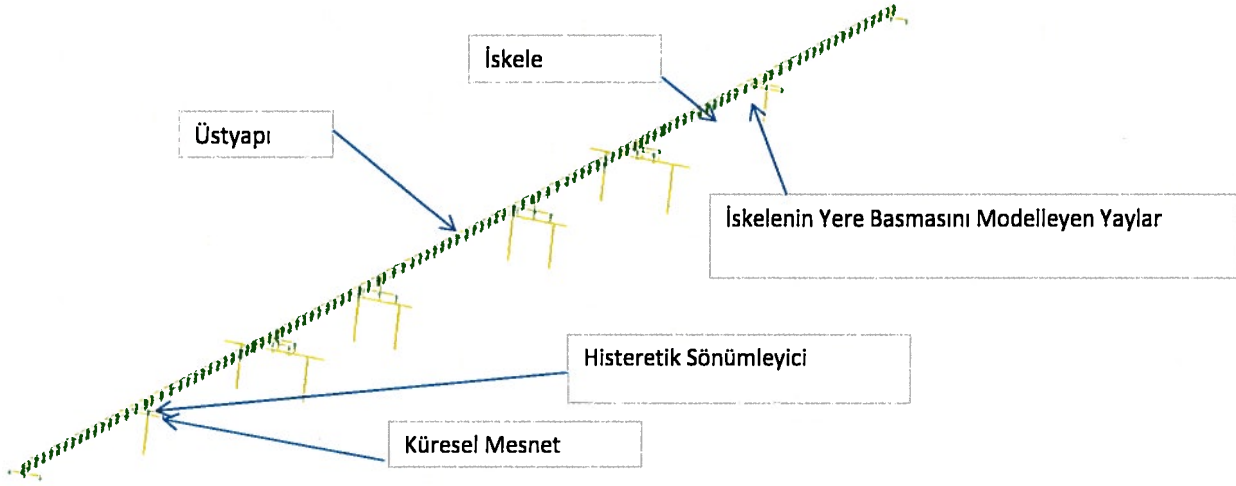 İskele
Üstyapı
İskelenin Yere Basmasını Modelleyen Yaylar
Histeretik Sönümleyici
Küresel Mesnet